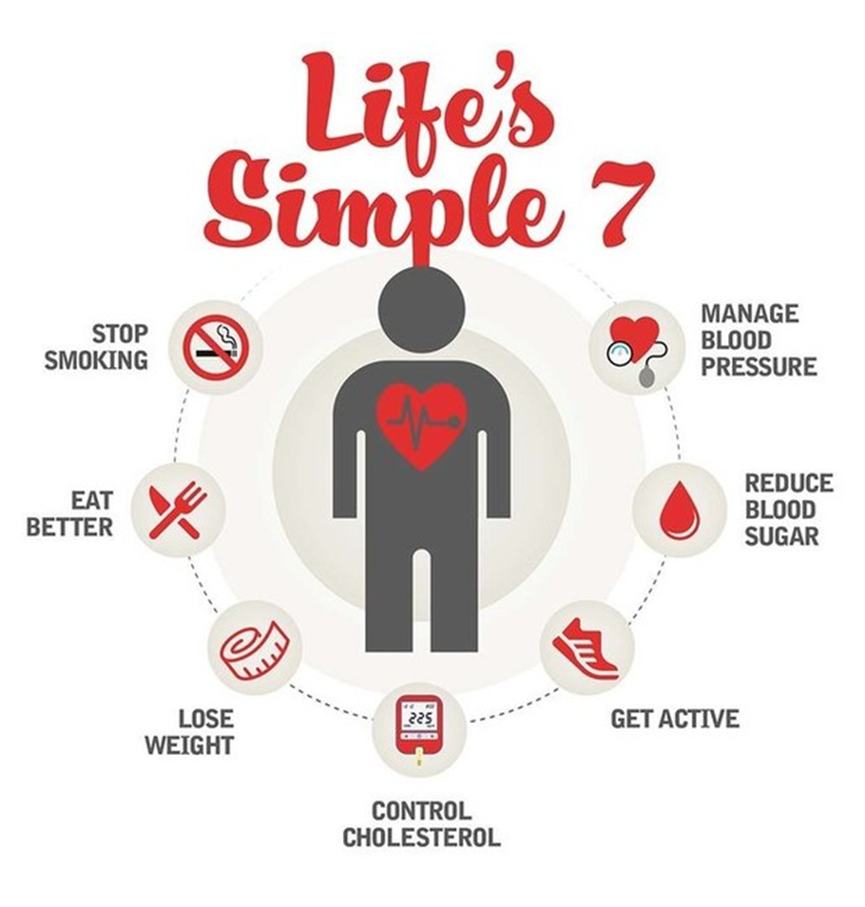 Life's
Simple 7
STOP
SMOKING
MANAGE
BLOOD
PRESSURE
EAT
BETTER
REDUCE
BLOOD
SUGAR
LOSE
WEIGHT
GET ACTIVE
225
CONTROL
CHOLESTEROL